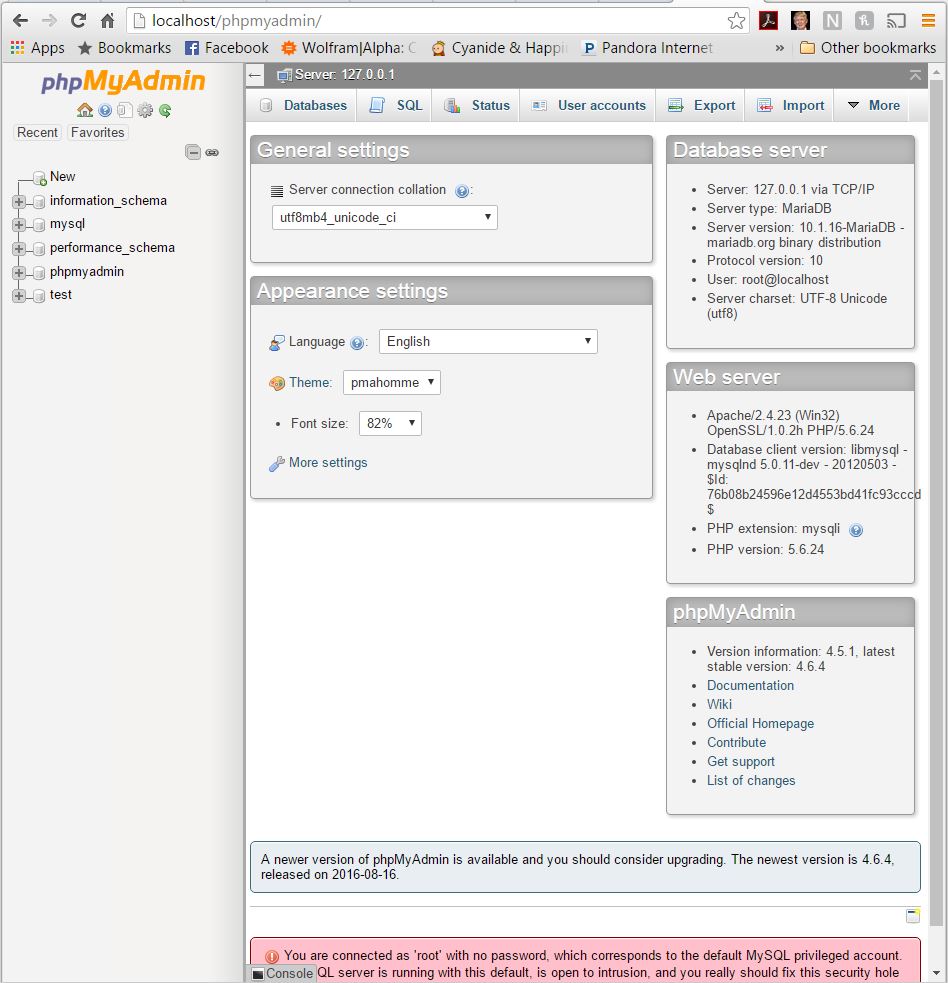 localhost/phpmyadmin/
Apps Bookmarks Facebook Wolfram|Alpha: Cyanide & Happi Pandora Internet » Other bookmarks
phpMyAdmin
Recent Favorites
New
information_schema
mysql
performance_schema
phpmyadmin
test
Server: 127.0.0.1
Databases SQL Status User accounts Export Import More
General settings
Server connection collation :
utf8mb4_unicode_ci
Appearance settings
Language : English
Theme: pmahomme
• Font size: 82%
More settings
Database server
• Server: 127.0.0.1 via TCP/IP
• Server type: MariaDB
• Server version: 10.1.16-MariaDB -
mariadb.org binary distribution
• Protocol version: 10
• User: root@localhost
• Server charset: UTF-8 Unicode
(utf8)
Web server
• Apache/2.4.23 (Win32)
OpenSSL/1.0.2h PHP/5.6.24
• Database client version: libmysql -
mysqlnd 5.0.11-dev - 20120503 -
$Id:
76b08b24596e12d4553bd41fc93cccd
$
• PHP extension: mysqli
• PHP version: 5.6.24
phpMyAdmin
• Version information: 4.5.1, latest
stable version: 4.6.4
• Documentation
• Wiki
• Official Homepage
• Contribute
• Get support
• List of changes
A newer version of phpMyAdmin is available and you should consider upgrading. The newest version is 4.6.4,
released on 2016-08-16.
You are connected as 'root' with no password, which corresponds to the default MySQL privileged account.
Console QL server is running with this default, is open to intrusion, and you really should fix this security hole